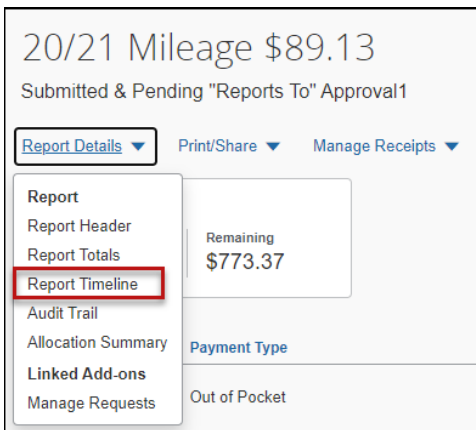 20/21 Mileage $89.13
Submitted & Pending "Reports To" Approval1
Report Details Print/Share Manage Receipts
Report
Report Header
Report Totals
Report Timeline
Audit Trail
Allocation Summary
Linked Add-ons
Manage Requests
Remaining
$773.37
Payment Type
Out of Pocket